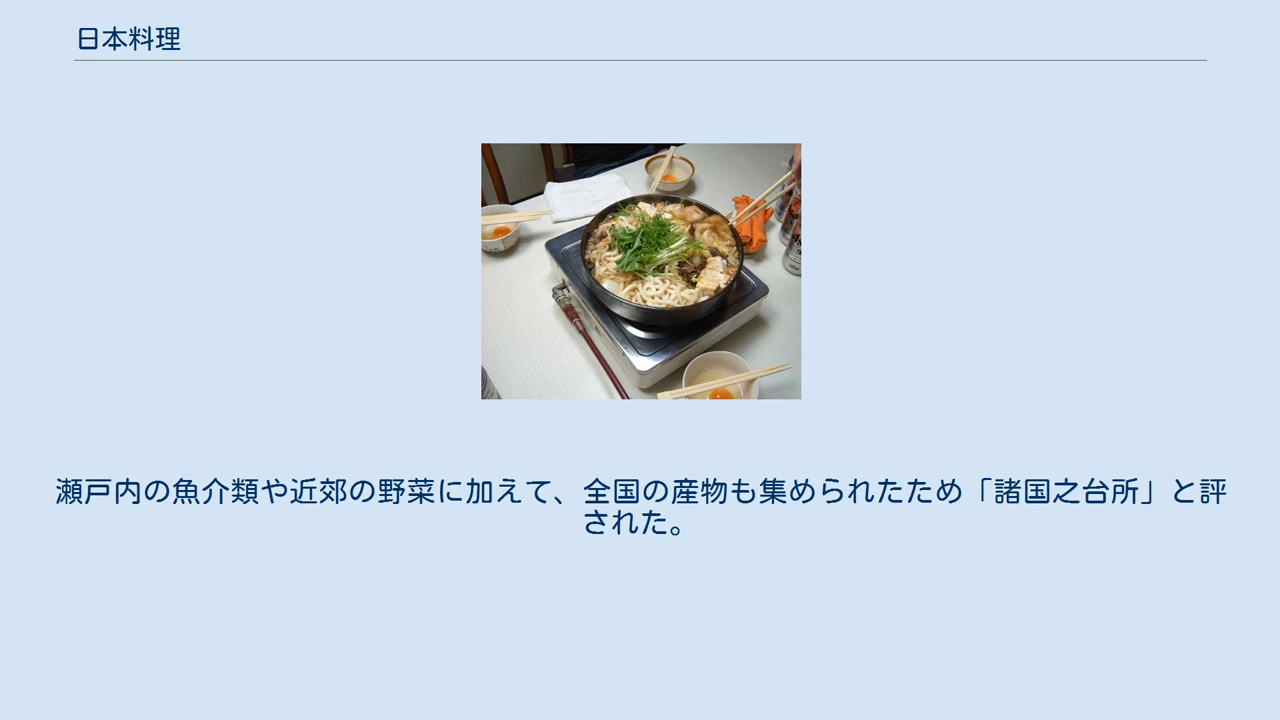 日本料理
瀬戸内の魚介類や近郊の野菜に加えて、全国の産物も集められたため「諸国之台所」と評
された。